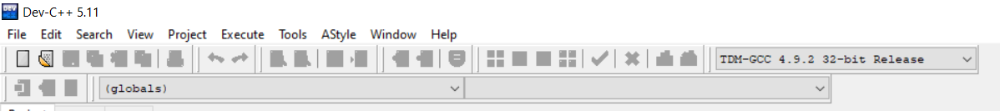 Dev-C++ 5.11
File Edit Search View Project Execute Tools AStyle Window Help
TDM-GCC 4.9.2 32-bit Release
(globals)